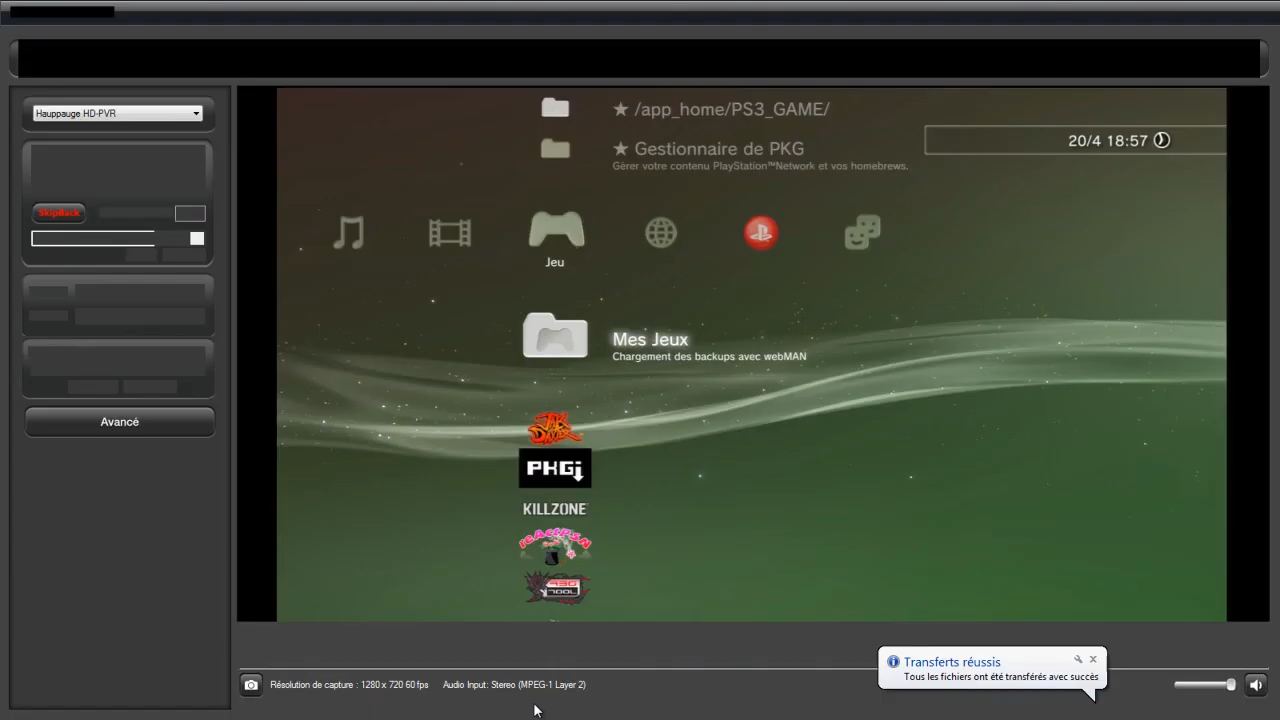 Hauppauge HD-PVR
SkipBack
Avancé
★ /app_home/PS3_GAME/
★ Gestionnaire de PKG
Gérer votre contenu PlayStation™Network et vos homebrews.
20/4 18:57
Jeu
Mes Jeux
Chargement des backups avec webMAN
JAK
PKGi
KILLZONE
Résolution de capture : 1280 x 720 60 fps
Audio Input: Stereo (MPEG-1 Layer 2)
Transferts réussis
Tous les fichiers ont été transférés avec succès